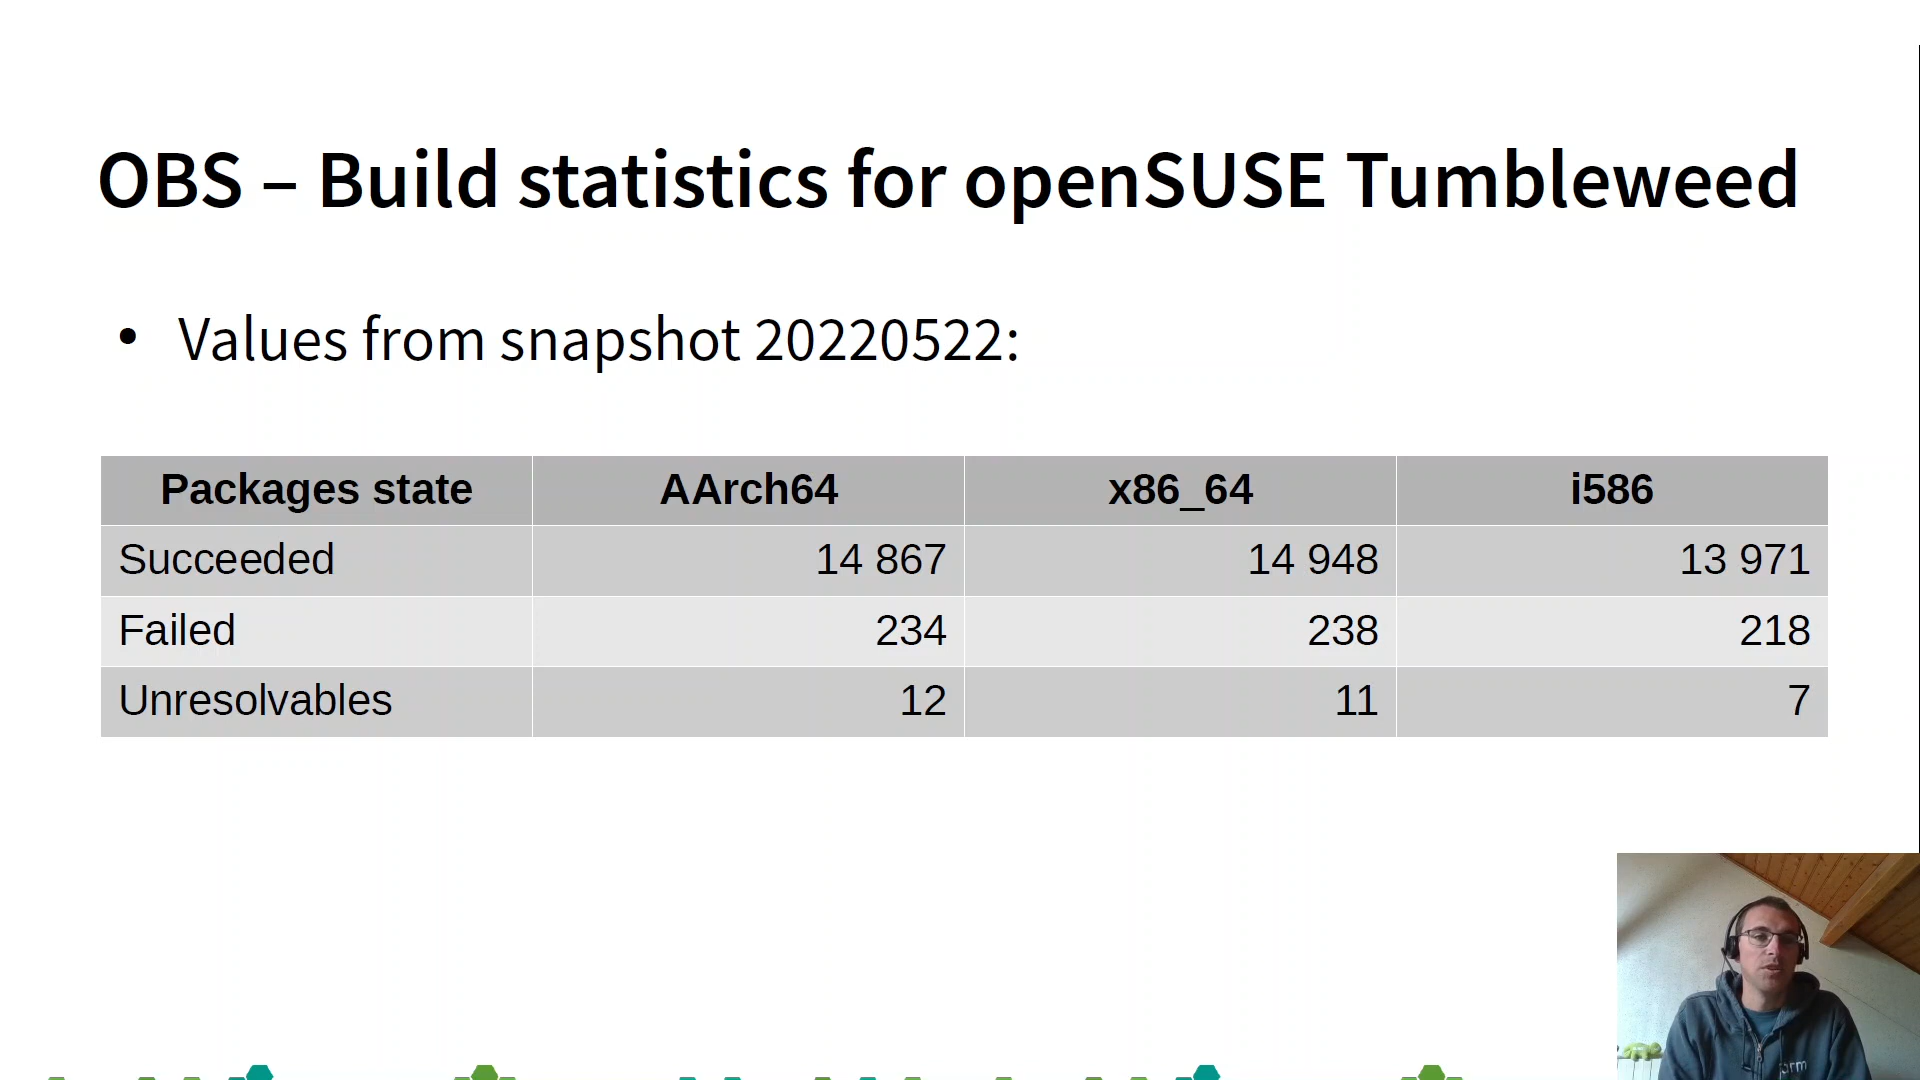 OBS – Build statistics for openSUSE Tumbleweed
• Values from snapshot 20220522:
Packages state AArch64 x86_64 i586
Succeeded 14 867 14 948 13 971
Failed 234 238 218
Unresolvables 12 11 7